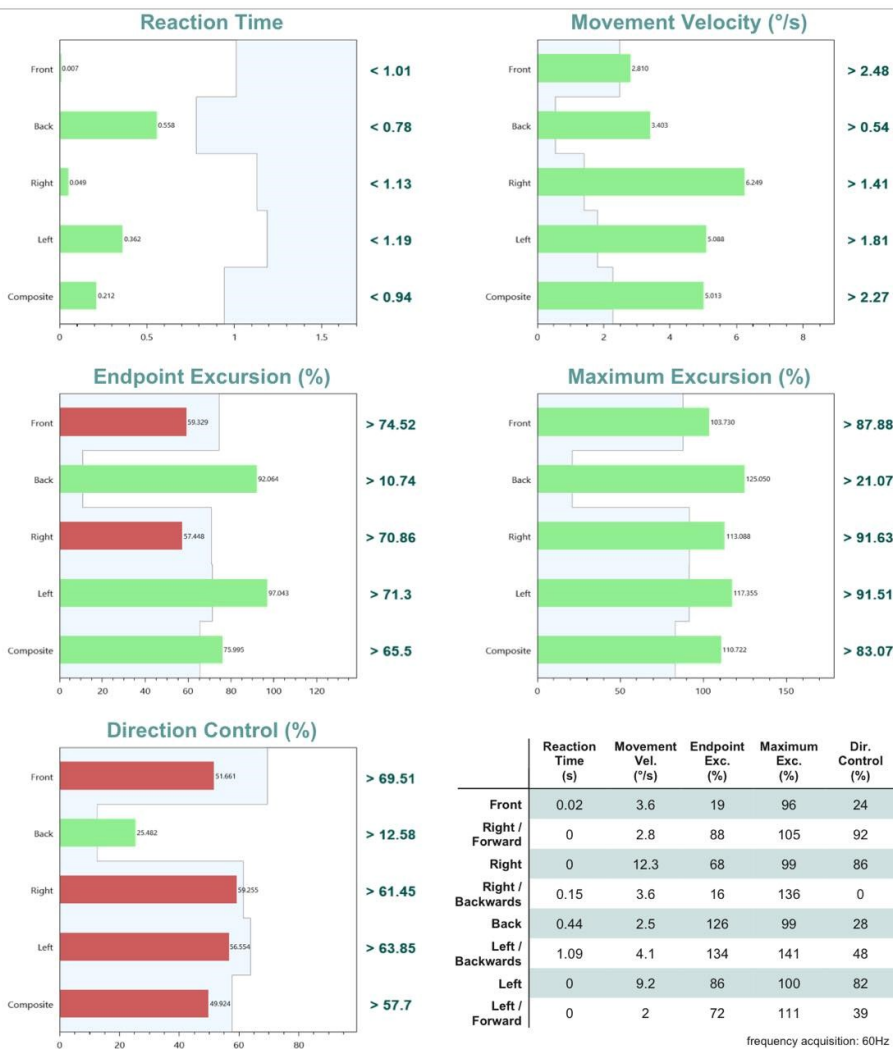 Reaction Time
Front
0.007
< 1.01
Back
0.558
< 0.78
Right
0.049
< 1.13
Left
0.362
< 1.19
Composite
0.212
< 0.94
0 0.5 1 1.5
Movement Velocity (°/s)
Front
2.810
> 2.48
Back
3.403
> 0.54
Right
6.249
> 1.41
Left
5.088
> 1.81
Composite
5.013
> 2.27
0 2 4 6 8
Endpoint Excursion (%)
Front
59.329
> 74.52
Back
92.064
> 10.74
Right
57.448
> 70.86
Left
97.043
> 71.3
Composite
75.995
> 65.5
0 20 40 60 80 100 120
Maximum Excursion (%)
Front
103.730
> 87.88
Back
125.050
> 21.07
Right
113.088
> 91.63
Left
117.355
> 91.51
Composite
110.722
> 83.07
0 50 100 150
Direction Control (%)
Front
51.661
> 69.51
Back
25.482
> 12.58
Right
59.255
> 61.45
Left
56.554
> 63.85
Composite
49.924
> 57.7
0 20 40 60 80
Reaction Movement Endpoint Maximum Dir.
Time Vel. Exc. Exc. Control
(s) (°/s) (%) (%) (%)
Front 0.02 3.6 19 96 24
Right /
Forward 0 2.8 88 105 92
Right 0 12.3 68 99 86
Right /
Backwards 0.15 3.6 16 136 0
Back 0.44 2.5 126 99 28
Left /
Backwards 1.09 4.1 134 141 48
Left 0 9.2 86 100 82
Left /
Forward 0 2 72 111 39
frequency acquisition: 60Hz